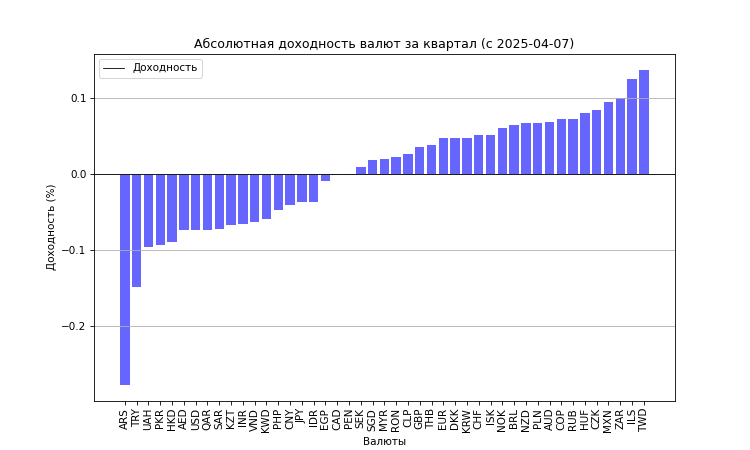 Абсолютная доходность валют за квартал (с 2025-04-07)
Доходность
0.1
0.0
−0.1
−0.2
Доходность (%)
ARS TRY UAH PKR HKD AED USD QAR SAR KZT INR VND KWD PHP CNY JPY IDR EGP CAD PEN SEK SGD MYR RON CLP GBP THB EUR DKK KRW CHF ISK NOK BRL NZD PLN AUD COP RUB HUF CZK MXN ZAR ILS TWD
Валюты